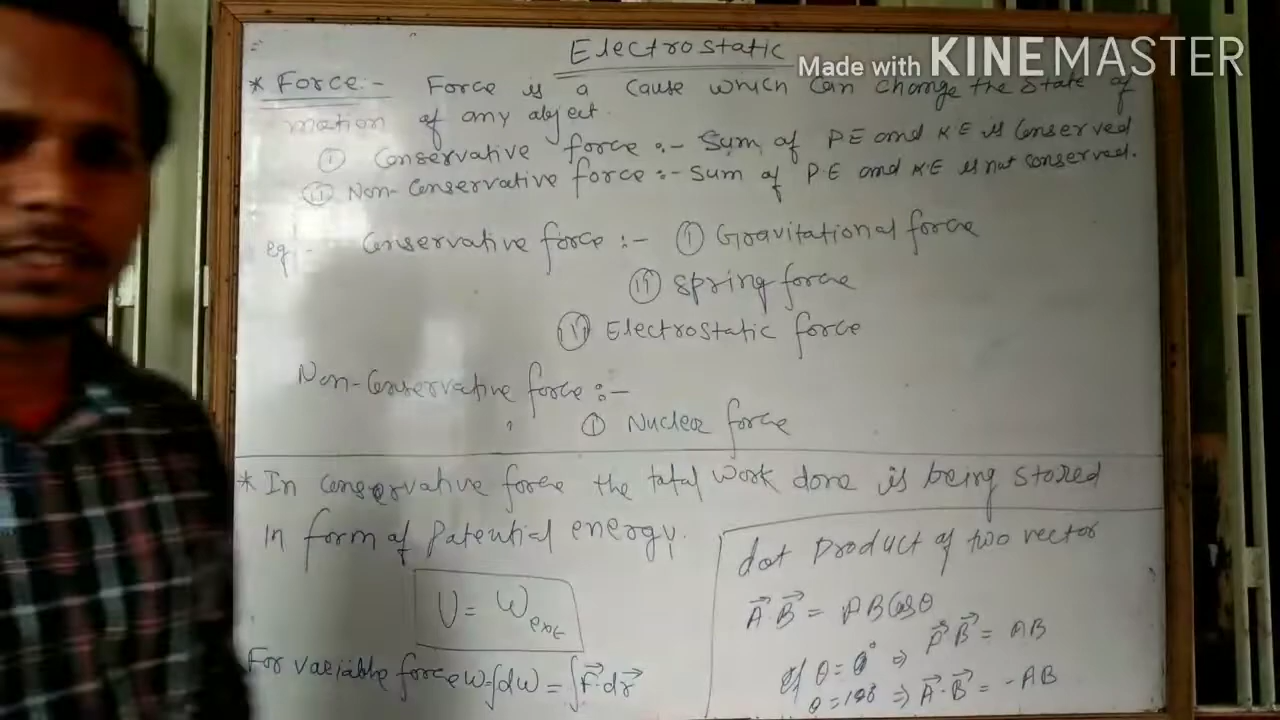 Electrostatic
Made with KINEMASTER
* Force :- Force is a cause which can change the state of
motion of any object.
(i) Conservative force :- Sum of PE and KE is Conserved
(ii) Non-Conservative force :- Sum of PE and KE is not conserved.
eg :- Conservative force :- (i) Gravitational force
(ii) Spring force
Electrostatic force
Non-Conservative force :-
(i) Nuclear force
* In conservative force the total work done is being stored
In form of Potential energy.
U = Wext
For variable force W=∫dW = ∫F⃗·dr⃗
dot Product of two vector
A⃗ B⃗ = AB Cosθ
if θ = 0° ⇒ A⃗ B⃗ = AB
θ = 180 ⇒ A⃗·B⃗ = -AB